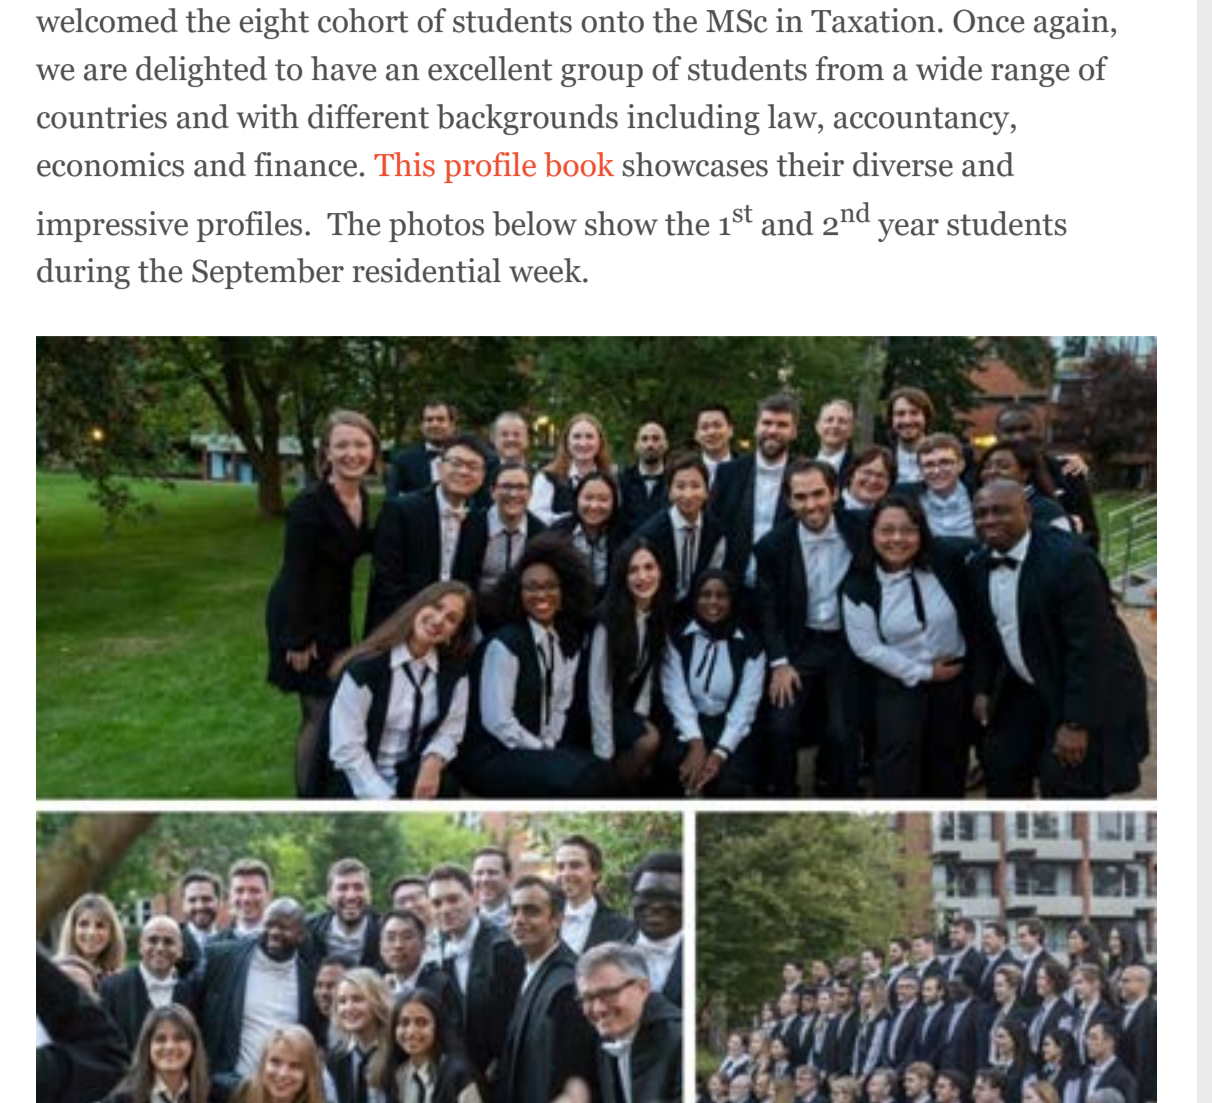 welcomed the eight cohort of students onto the MSc in Taxation. Once again,
we are delighted to have an excellent group of students from a wide range of
countries and with different backgrounds including law, accountancy,
economics and finance. This profile book showcases their diverse and
impressive profiles.  The photos below show the 1st and 2nd year students
during the September residential week.